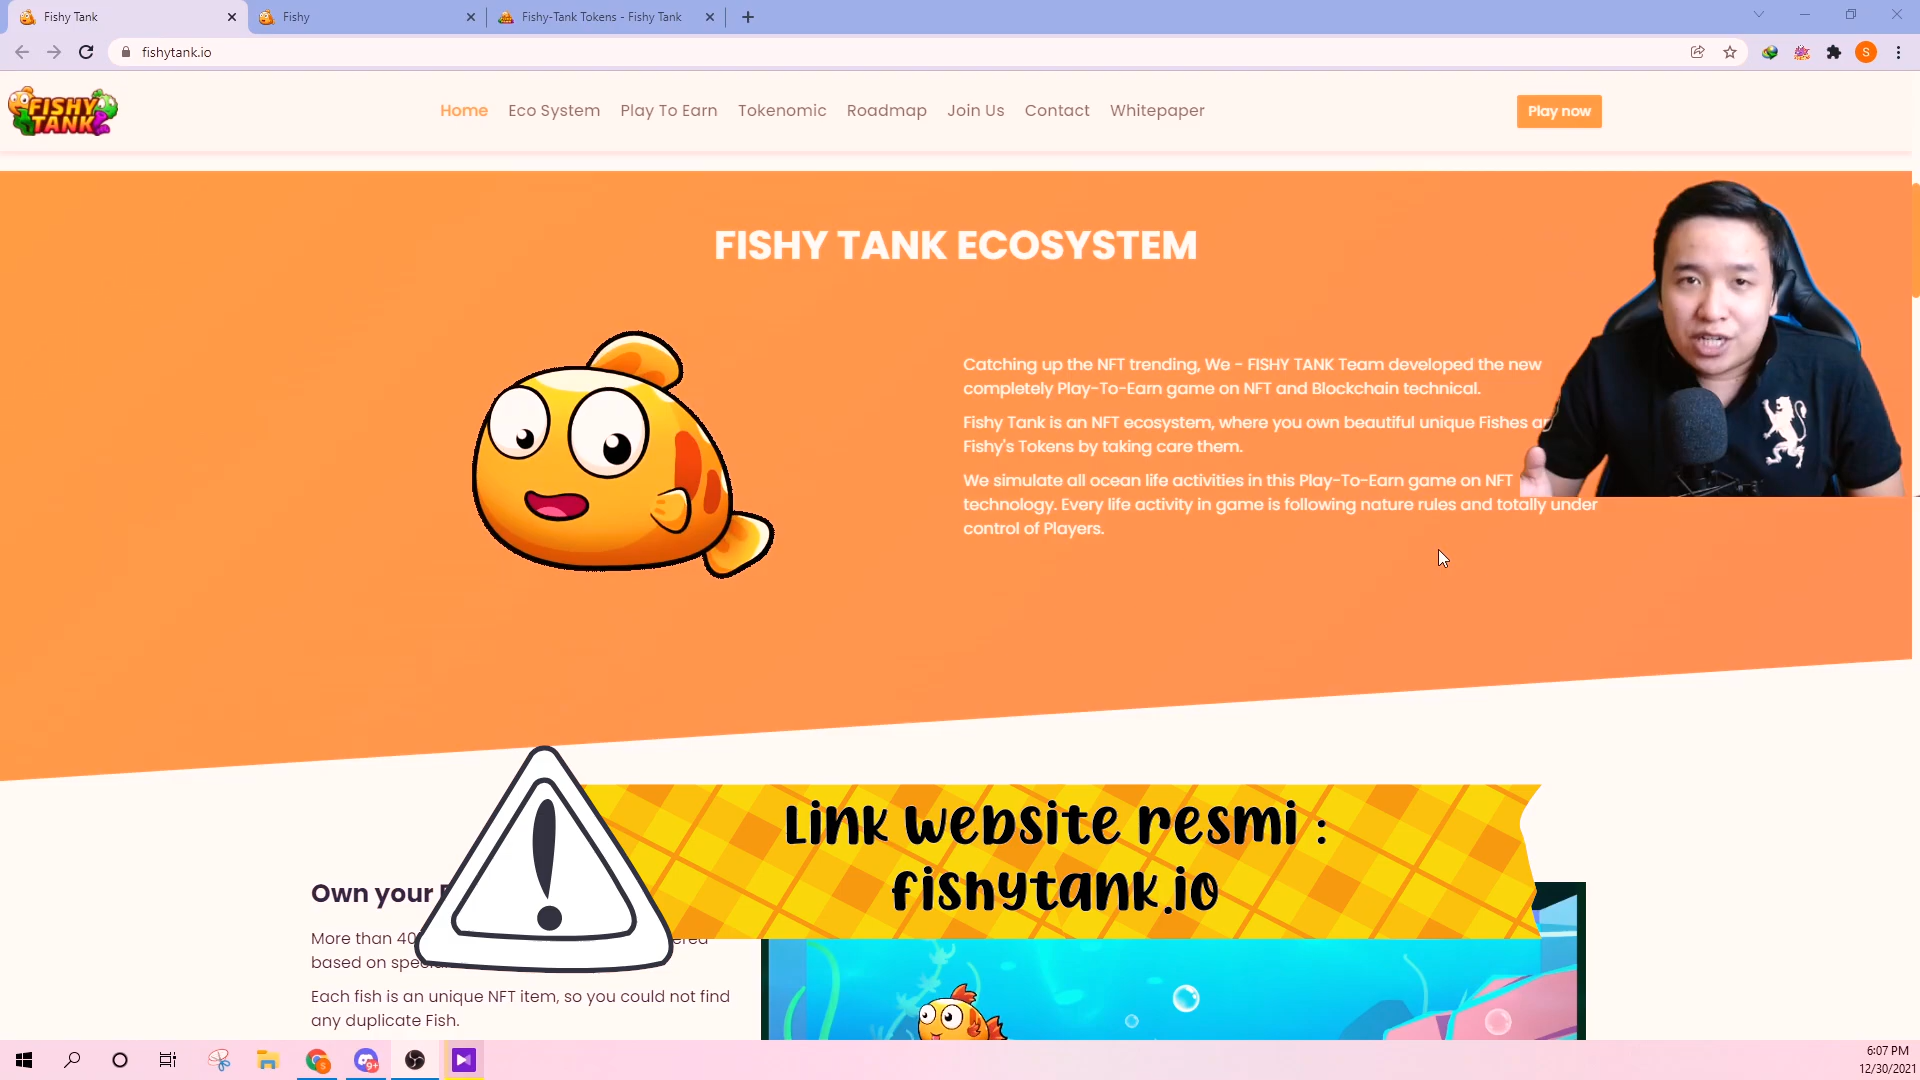 Fishy Tank
Fishy
Fishy-Tank Tokens - Fishy Tank
fishytank.io
S
FISHY
TANK
Home
Eco System
Play To Earn
Tokenomic
Roadmap
Join Us
Contact
Whitepaper
Play now
FISHY TANK ECOSYSTEM
Catching up the NFT trending, We - FISHY TANK Team developed the new
completely Play-To-Earn game on NFT and Blockchain technical.
Fishy Tank is an NFT ecosystem, where you own beautiful unique Fishes
Fishy's Tokens by taking care them.
We simulate all ocean life activities in this Play-To-Earn game on NFT
technology. Every life activity in game is following nature rules and totally under
control of Players.
Link website resmi :
fishytank.io
Own your
More than
based on
Each fish is an unique NFT item, so you could not find
any duplicate Fish.
9+
6:07 PM
12/30/2021